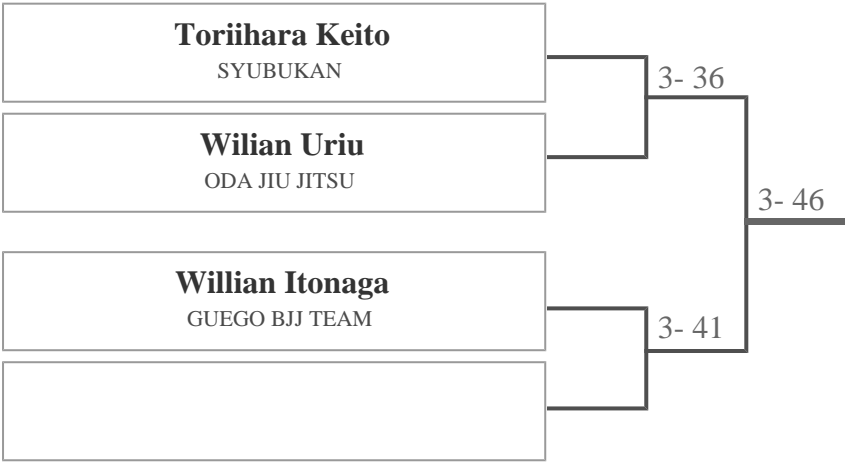 Toriihara Keito
SYUBUKAN
3- 36
Wilian Uriu
ODA JIU JITSU
3- 46
Willian Itonaga
GUEGO BJJ TEAM
3- 41